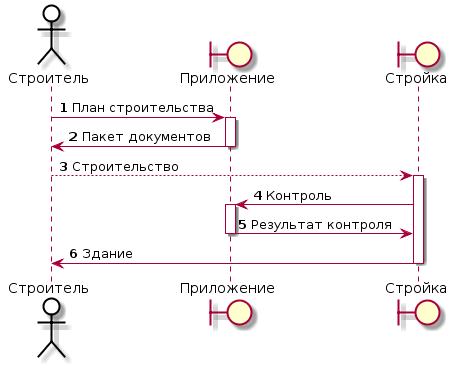 Строитель
Приложение
Стройка
1 План строительства
2 Пакет документов
3 Строительство
4 Контроль
5 Результат контроля
6 Здание
Строитель
Приложение
Стройка